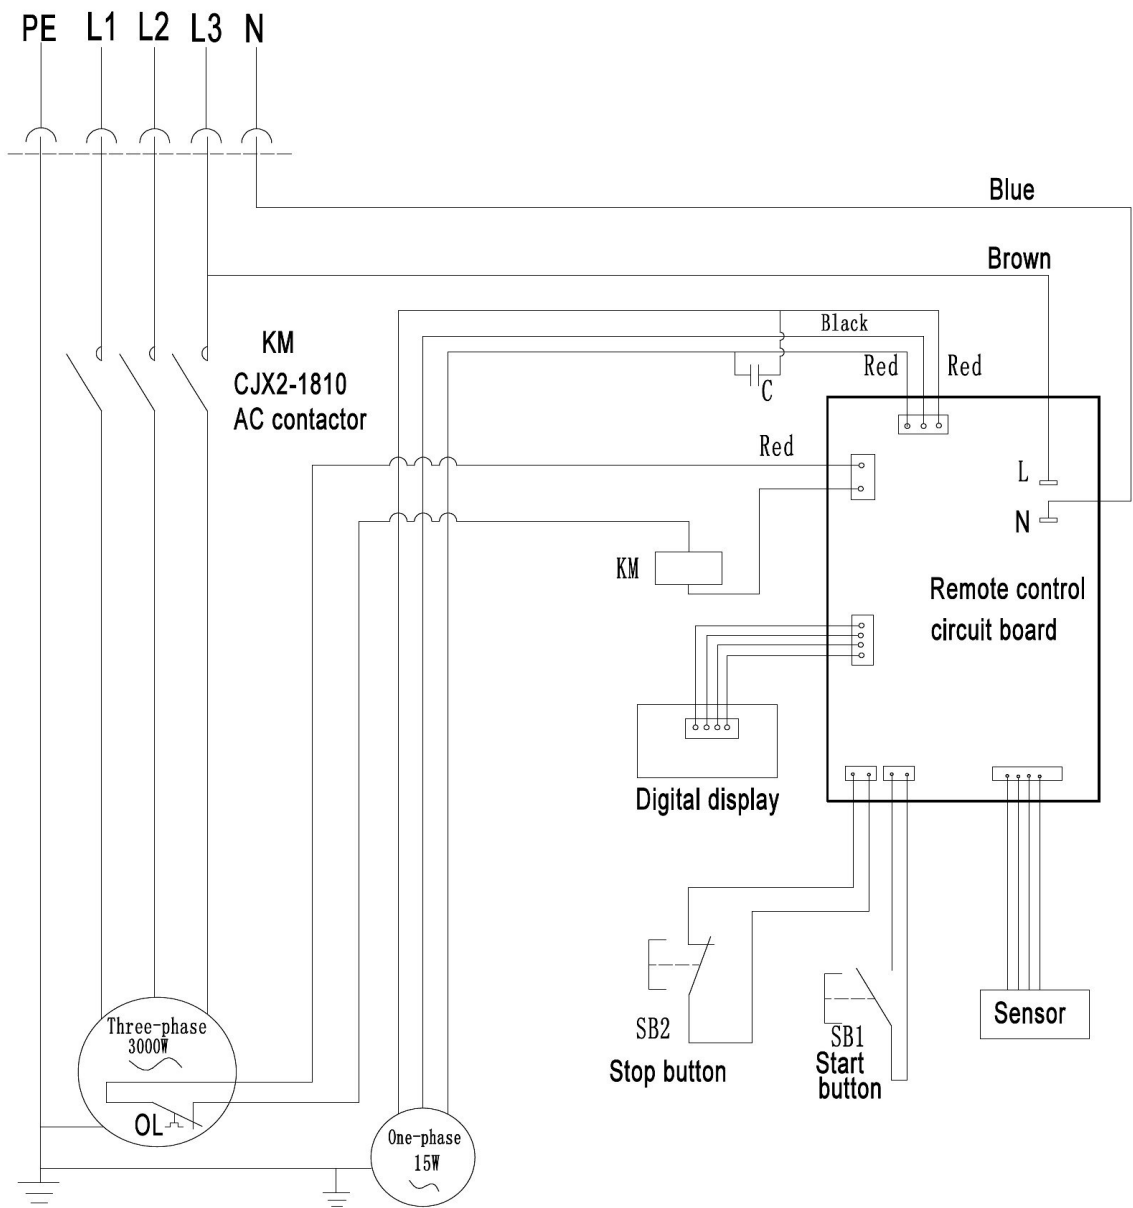 PE L1 L2 L3 N
Blue
Brown
Black
Red Red
C
KM
CJX2-1810
AC contactor
Red
L
N
KM
Remote control
circuit board
Digital display
SB2
Stop button
SB1
Start
button
Sensor
Three-phase
3000W
OL
One-phase
15W